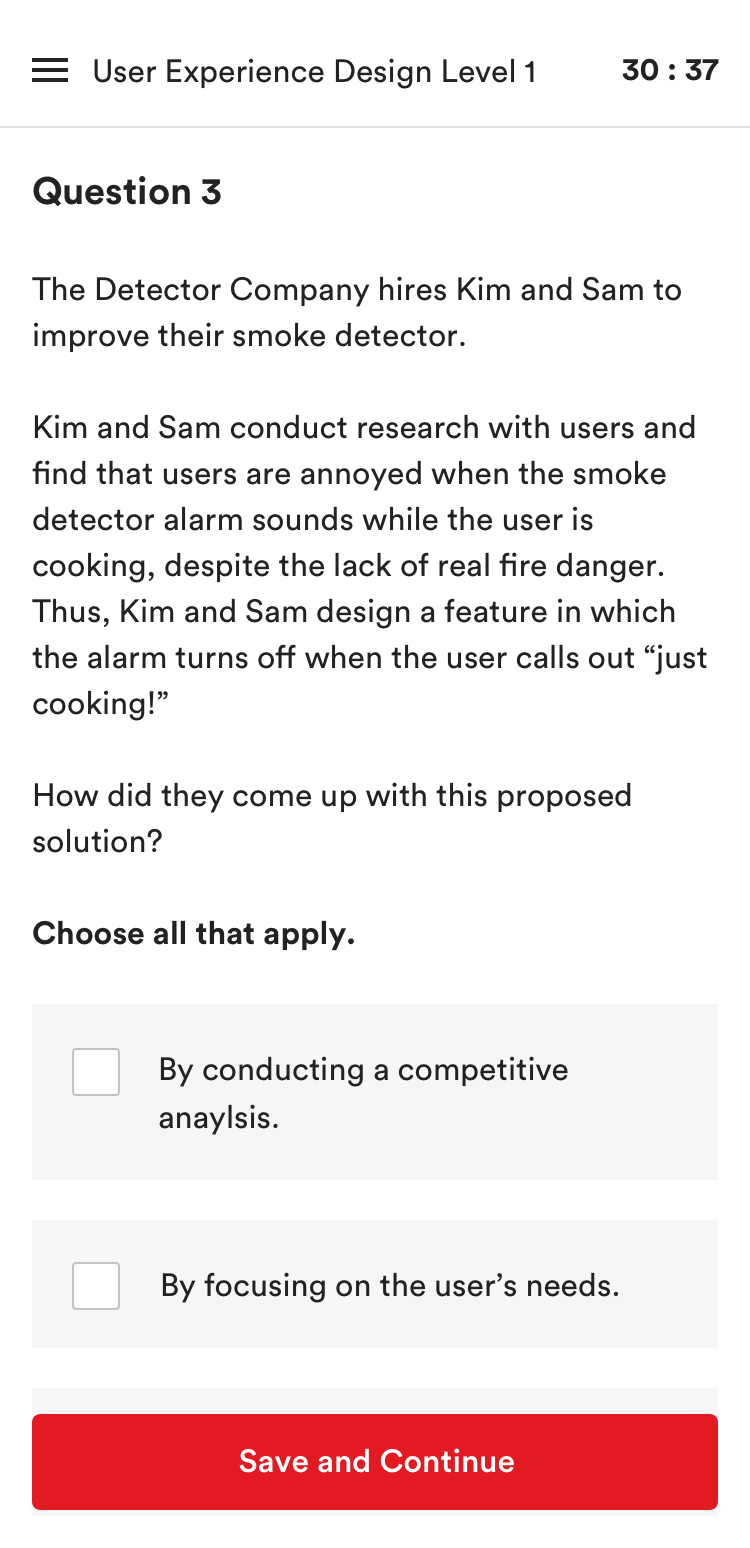 User Experience Design Level 1 30 : 37
Question 3
The Detector Company hires Kim and Sam to
improve their smoke detector.
Kim and Sam conduct research with users and
find that users are annoyed when the smoke
detector alarm sounds while the user is
cooking, despite the lack of real fire danger.
Thus, Kim and Sam design a feature in which
the alarm turns off when the user calls out “just
cooking!”
How did they come up with this proposed
solution?
Choose all that apply.
By conducting a competitive
anaylsis.
By focusing on the user’s needs.
Save and Continue